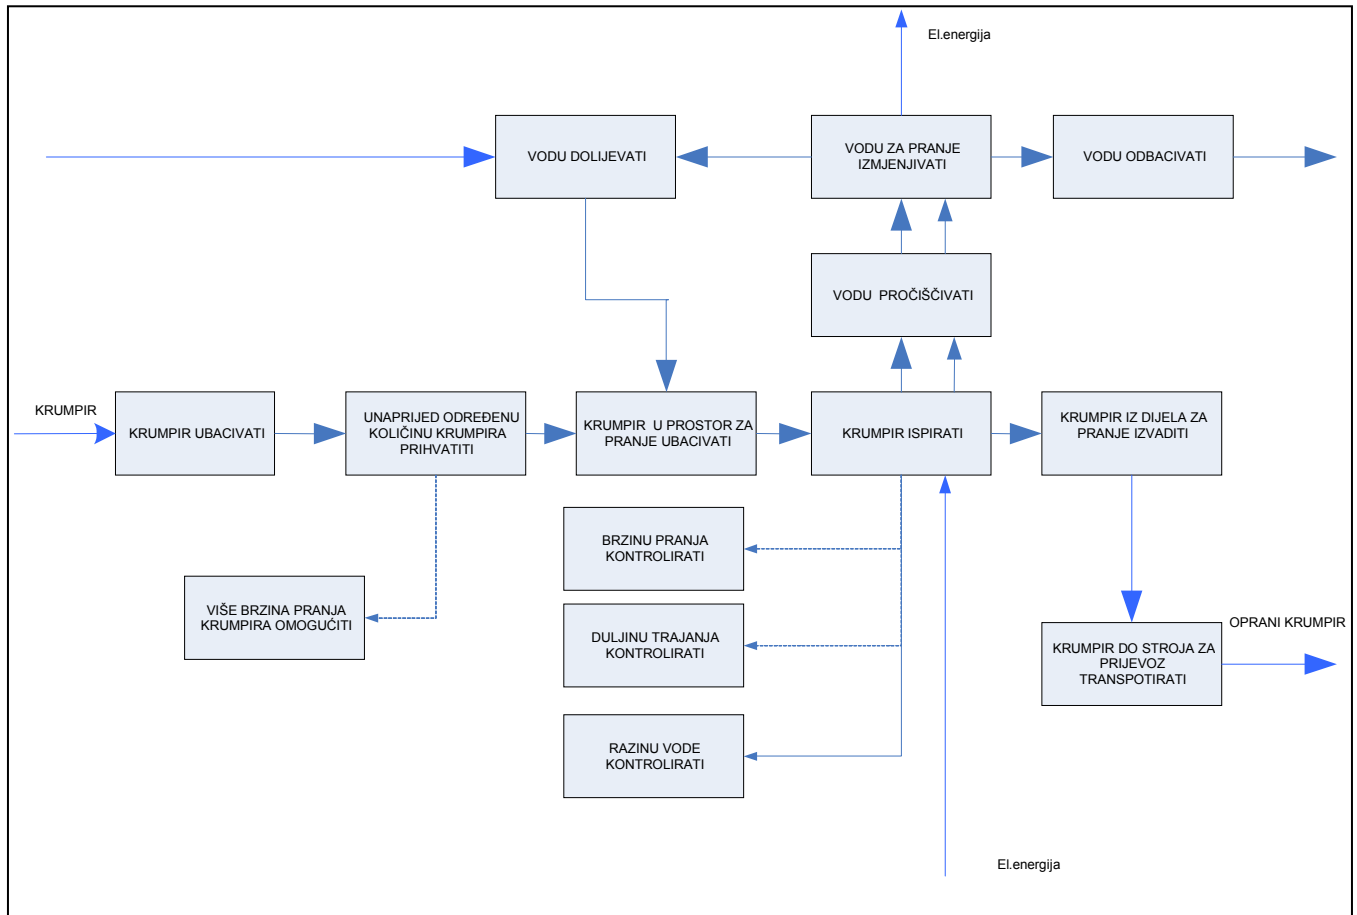 El.energija
VODU DOLIJEVATI
VODU ZA PRANJE
IZMJENJIVATI
VODU ODBACIVATI
VODU PROČIŠČIVATI
KRUMPIR
KRUMPIR UBACIVATI
UNAPRIJED ODREĐENU
KOLIČINU KRUMPIRA
PRIHVATITI
KRUMPIR U PROSTOR ZA
PRANJE UBACIVATI
KRUMPIR ISPIRATI
KRUMPIR IZ DIJELA ZA
PRANJE IZVADITI
BRZINU PRANJA
KONTROLIRATI
VIŠE BRZINA PRANJA
KRUMPIRA OMOGUĆITI
DULJINU TRAJANJA
KONTROLIRATI
OPRANI KRUMPIR
KRUMPIR DO STROJA ZA
PRIJEVOZ
TRANSPOTIRATI
RAZINU VODE
KONTROLIRATI
El.energija